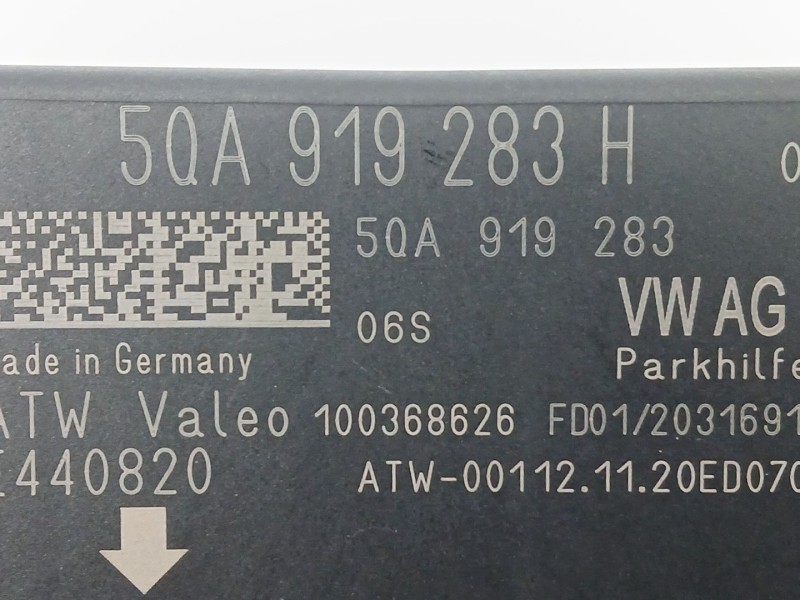 5QA 919 283 H 0
5QA 919 283
06S VW AG
ade in Germany Parkhilfe
ATW Valeo 100368626 FD01/2031691
440820 ATW-00112.11.20ED070